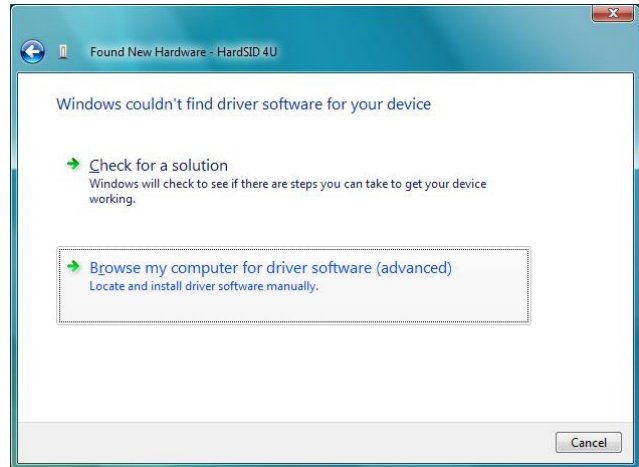 Found New Hardware - HardSID 4U
Windows couldn't find driver software for your device
Check for a solution
Windows will check to see if there are steps you can take to get your device
working.
Browse my computer for driver software (advanced)
Locate and install driver software manually.
Cancel